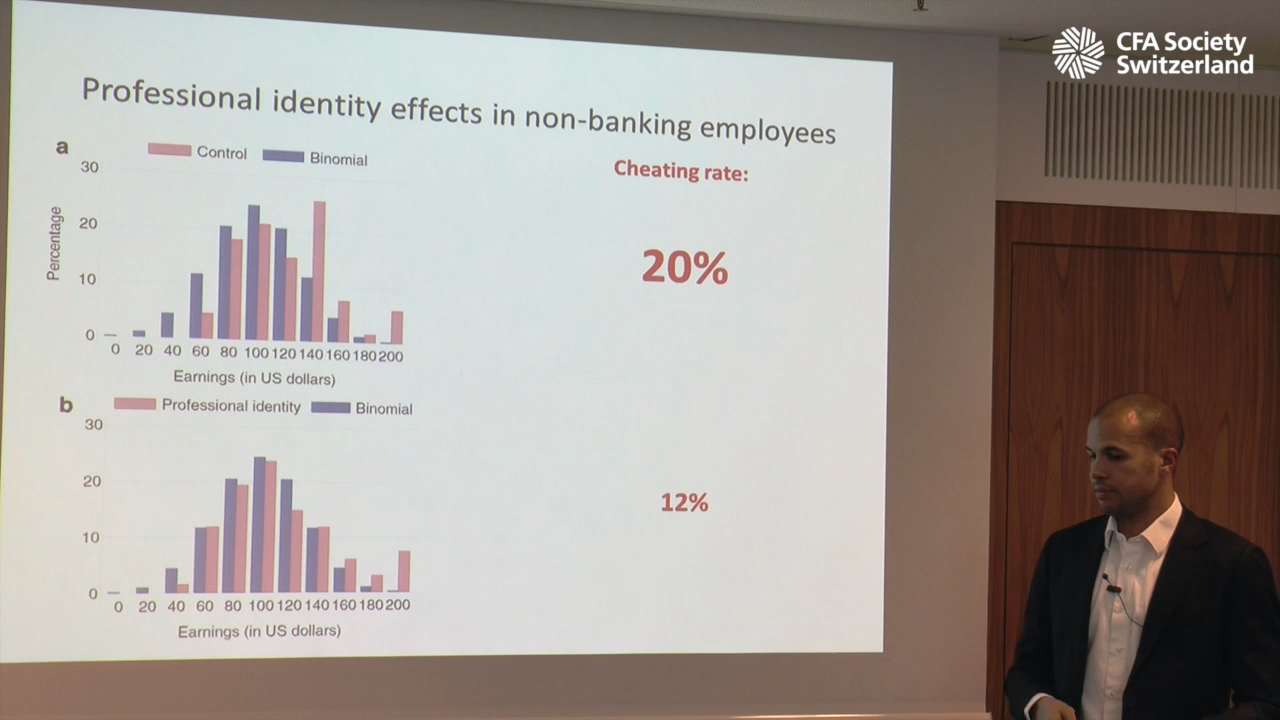 CFA Society
Switzerland
Professional identity effects in non-banking employees
Cheating rate:
a
Control
Binomial
30
20
10
0
Percentage
0 20 40 60 80 100 120 140 160 180 200
Earnings (in US dollars)
20%
b
Professional identity
Binomial
30
20
10
0
0 20 40 60 80 100 120 140 160 180 200
Earnings (in US dollars)
12%